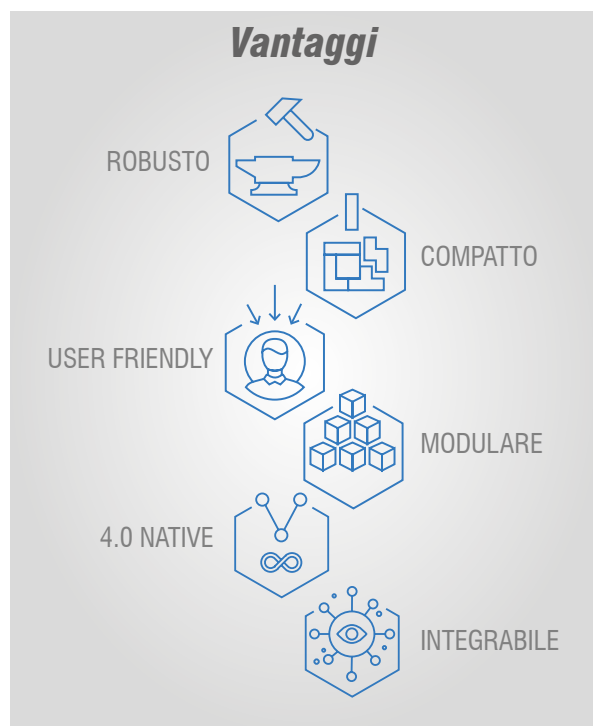 Vantaggi
ROBUSTO
COMPATTO
USER FRIENDLY
MODULARE
4.0 NATIVE
INTEGRABILE